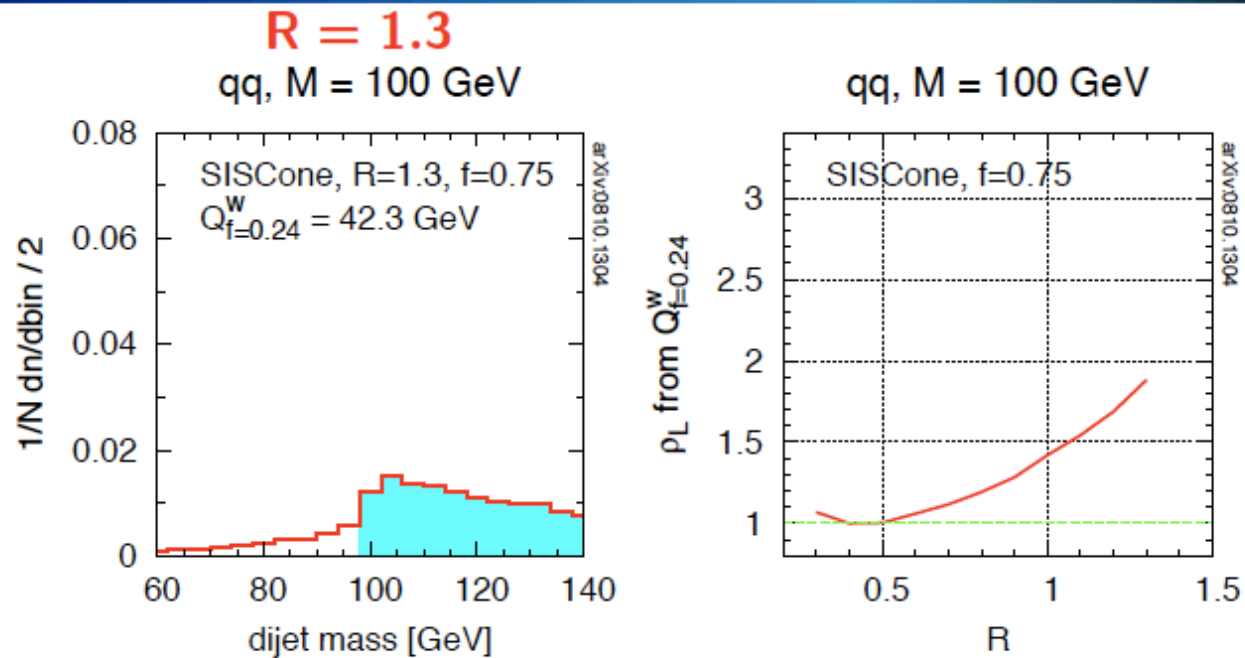 R = 1.3
qq, M = 100 GeV
0.08
0.06
0.04
0.02
0
1/N dn/dbin / 2
SISCone, R=1.3, f=0.75
Q^w_{f=0.24} = 42.3 GeV
arXiv:0810.1304
60 80 100 120 140
dijet mass [GeV]
qq, M = 100 GeV
3
2.5
2
1.5
1
ρ_L from Q^w_{f=0.24}
SISCone, f=0.75
arXiv:0810.1304
0.5 1 1.5
R